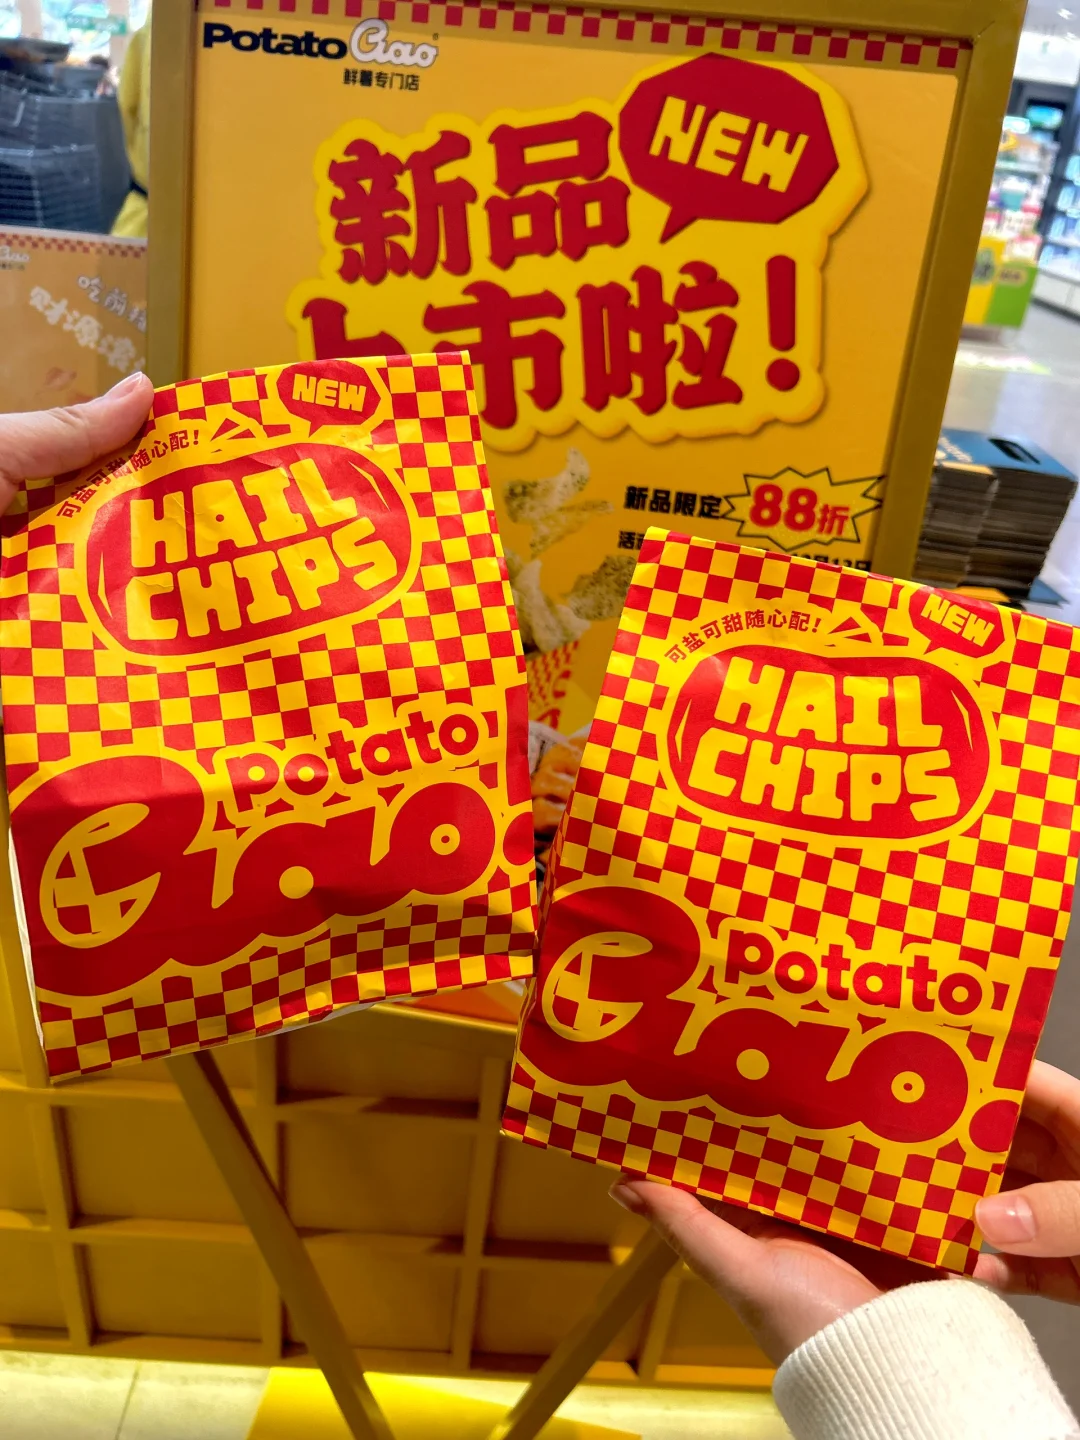 Potato Ciao
鲜薯专门店
NEW
新品
上市啦!
新品限定 88折
NEW
可盐可甜随心配!
HAIL
CHIPS
potato
Ciao
NEW
可盐可甜随心配!
HAIL
CHIPS
potato
Ciao